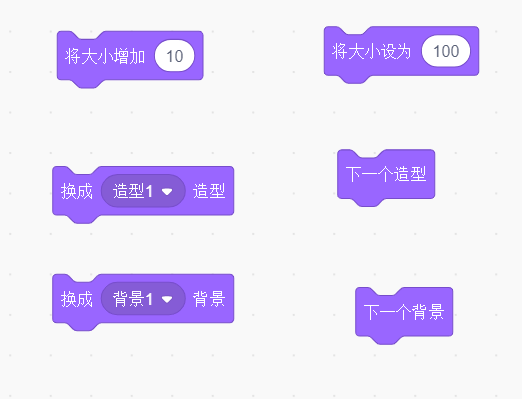 将大小增加 10
将大小设为 100
换成 造型1 造型
下一个造型
换成 背景1 背景
下一个背景